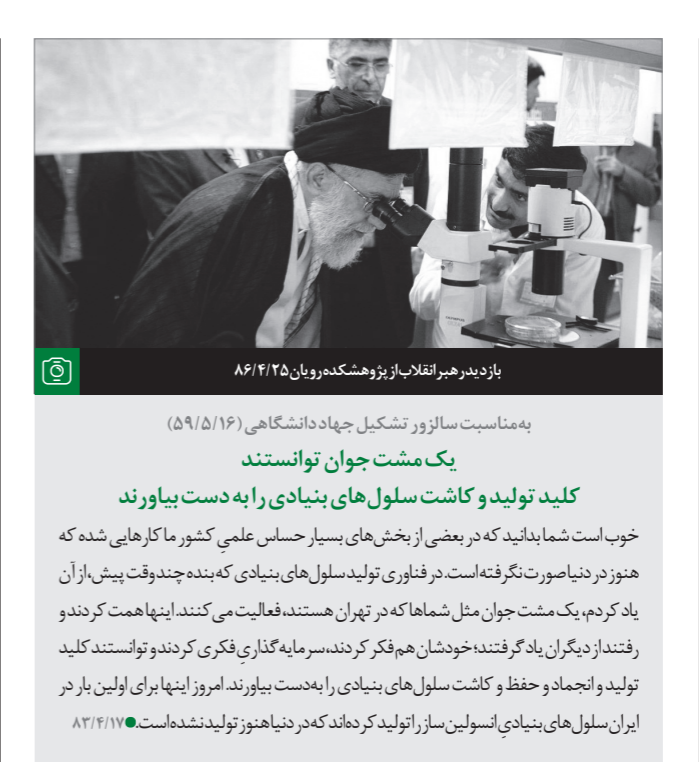 بازدید رهبر انقلاب از پژوهشکده رویان ۸۶/۴/۲۵
به‌مناسبت سالروز تشکیل جهاد دانشگاهی (۵۹/۵/۱۶)
یک مشت جوان توانستند
کلید تولید و کاشت سلول‌های بنیادی را به دست بیاورند
خوب است شما بدانید که در بعضی از بخش‌های بسیار حساس علمیِ کشور ما کارهایی شده که
هنوز در دنیا صورت نگرفته است. در فناوری تولید سلول‌های بنیادی که بنده چند وقت پیش، از آن
یاد کردم، یک مشت جوان مثل شماها که در تهران هستند، فعالیت می‌کنند. اینها همت کردند و
رفتند از دیگران یاد گرفتند؛ خودشان هم فکر کردند، سرمایه‌گذاریِ فکری کردند و توانستند کلید
تولید و انجماد و حفظ و کاشت سلول‌های بنیادی را به‌دست بیاورند. امروز اینها برای اولین بار در
ایران سلول‌های بنیادیِ انسولین‌ساز را تولید کرده‌اند که در دنیا هنوز تولید نشده است.● ۸۳/۴/۱۷